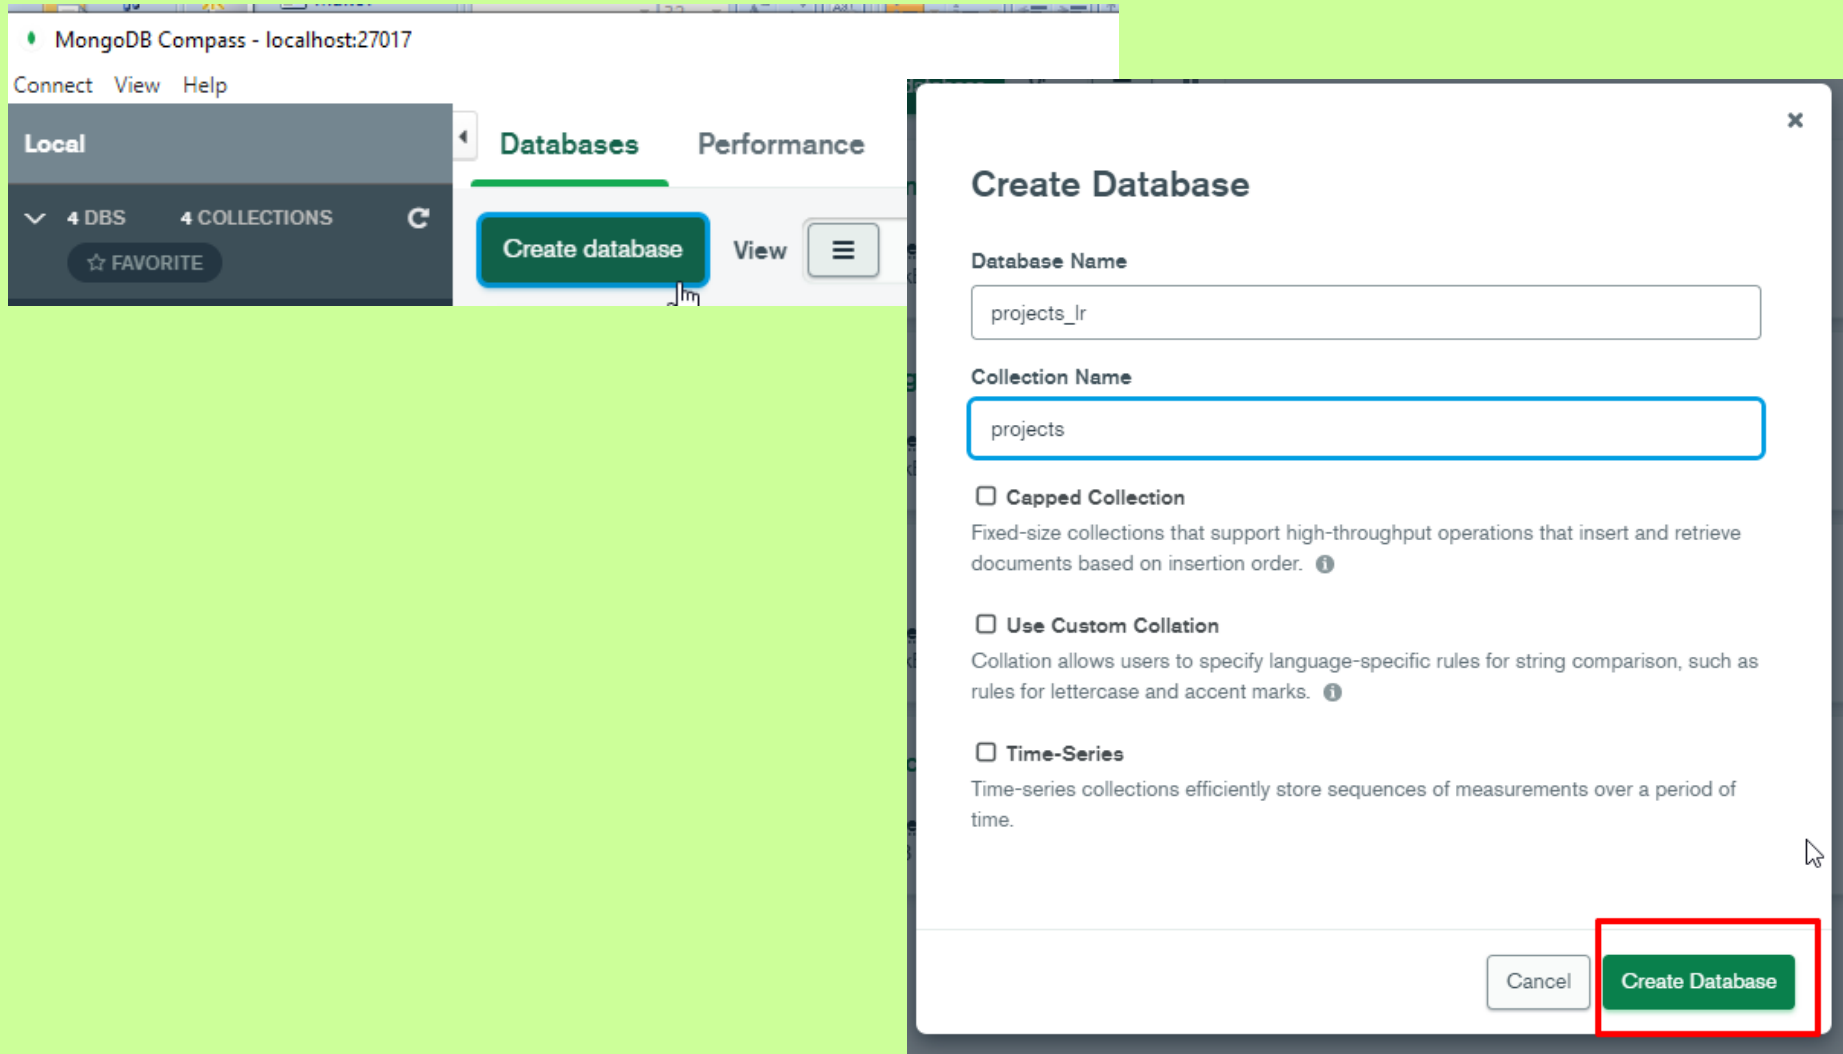 MongoDB Compass - localhost:27017
Connect View Help
Local
Databases Performance
4 DBS 4 COLLECTIONS
FAVORITE
Create database View
Create Database
Database Name
projects_lr
Collection Name
projects
Capped Collection
Fixed-size collections that support high-throughput operations that insert and retrieve
documents based on insertion order.
Use Custom Collation
Collation allows users to specify language-specific rules for string comparison, such as
rules for lettercase and accent marks.
Time-Series
Time-series collections efficiently store sequences of measurements over a period of
time.
Cancel Create Database